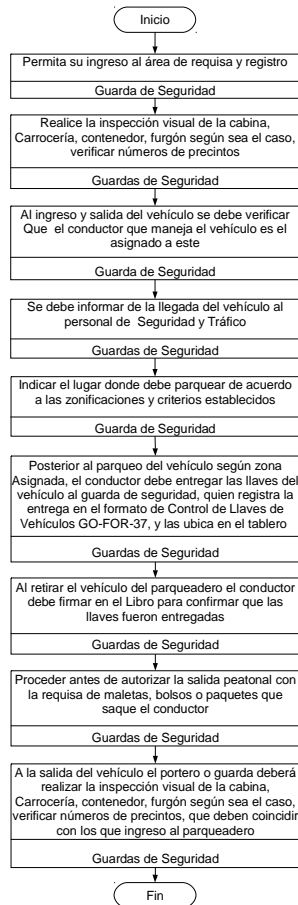 Inicio
Permita su ingreso al área de requisa y registro
Guarda de Seguridad
Realice la inspección visual de la cabina,
Carrocería, contenedor, furgón según sea el caso,
verificar números de precintos
Guardas de Seguridad
Al ingreso y salida del vehículo se debe verificar
Que el conductor que maneja el vehículo es el
asignado a este
Guarda de Seguridad
Se debe informar de la llegada del vehículo al
personal de Seguridad y Tráfico
Guardas de Seguridad
Indicar el lugar donde debe parquear de acuerdo
a las zonificaciones y criterios establecidos
Guarda de Seguridad
Posterior al parqueo del vehículo según zona
Asignada, el conductor debe entregar las llaves del
vehículo al guarda de seguridad, quien registra la
entrega en el formato de Control de Llaves de
Vehículos GO-FOR-37, y las ubica en el tablero
Guardas de Seguridad
Al retirar el vehículo del parqueadero el conductor
debe firmar en el Libro para confirmar que las
llaves fueron entregadas
Guardas de Seguridad
Proceder antes de autorizar la salida peatonal con
la requisa de maletas, bolsos o paquetes que
saque el conductor
Guardas de Seguridad
A la salida del vehículo el portero o guarda deberá
realizar la inspección visual de la cabina,
Carrocería, contenedor, furgón según sea el caso,
verificar números de precintos, que deben coincidir
con los que ingreso al parqueadero
Guardas de Seguridad
Fin